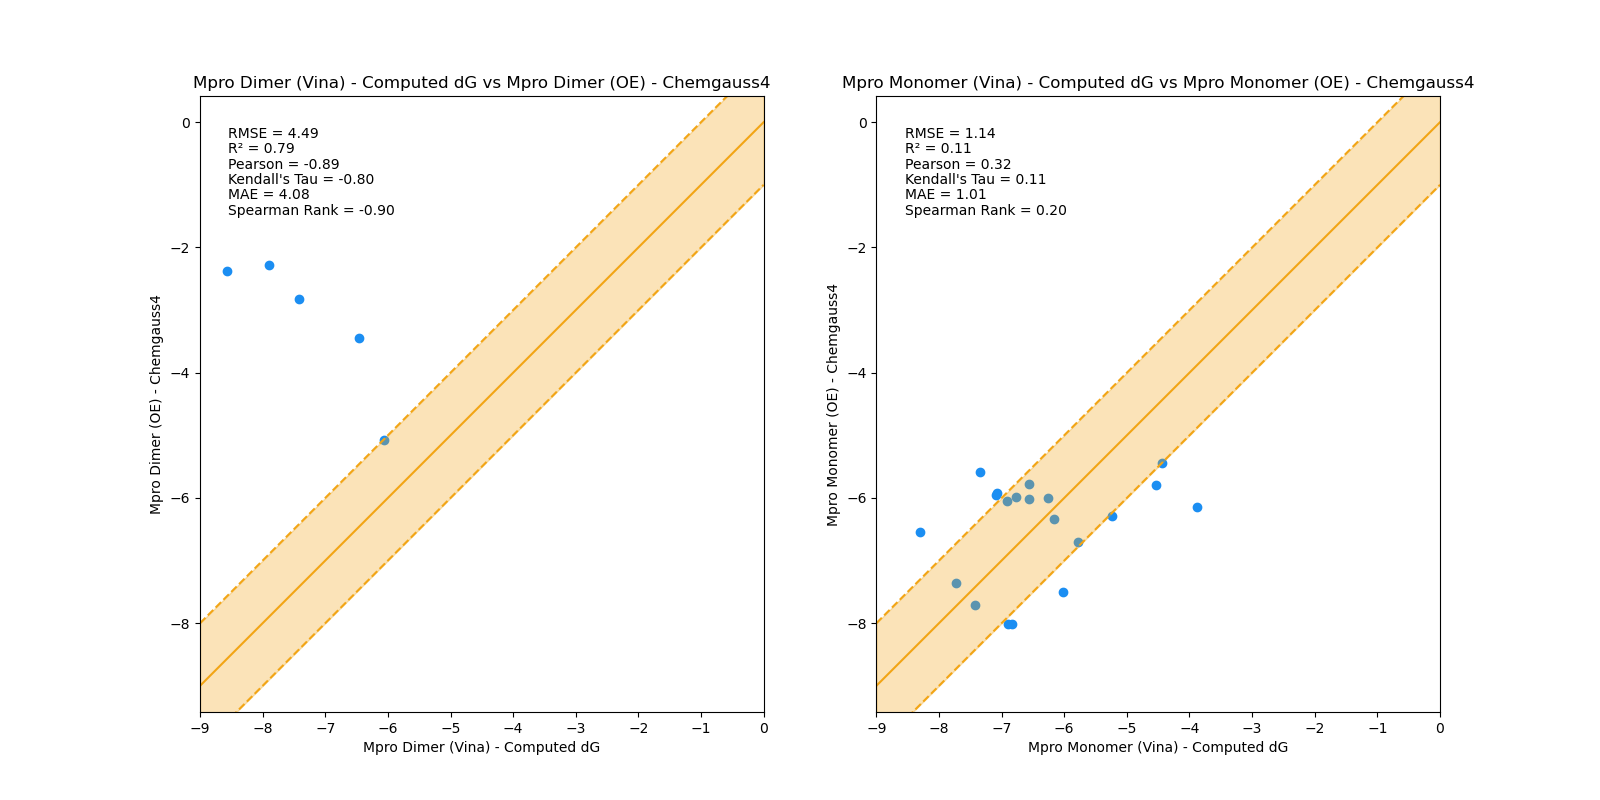 Mpro Dimer (Vina) - Computed dG vs Mpro Dimer (OE) - Chemgauss4
RMSE = 4.49
R² = 0.79
Pearson = -0.89
Kendall's Tau = -0.80
MAE = 4.08
Spearman Rank = -0.90
0
−2
−4
−6
−8
Mpro Dimer (OE) - Chemgauss4
−9 −8 −7 −6 −5 −4 −3 −2 −1 0
Mpro Dimer (Vina) - Computed dG
Mpro Monomer (Vina) - Computed dG vs Mpro Monomer (OE) - Chemgauss4
RMSE = 1.14
R² = 0.11
Pearson = 0.32
Kendall's Tau = 0.11
MAE = 1.01
Spearman Rank = 0.20
0
−2
−4
−6
−8
Mpro Monomer (OE) - Chemgauss4
−9 −8 −7 −6 −5 −4 −3 −2 −1 0
Mpro Monomer (Vina) - Computed dG